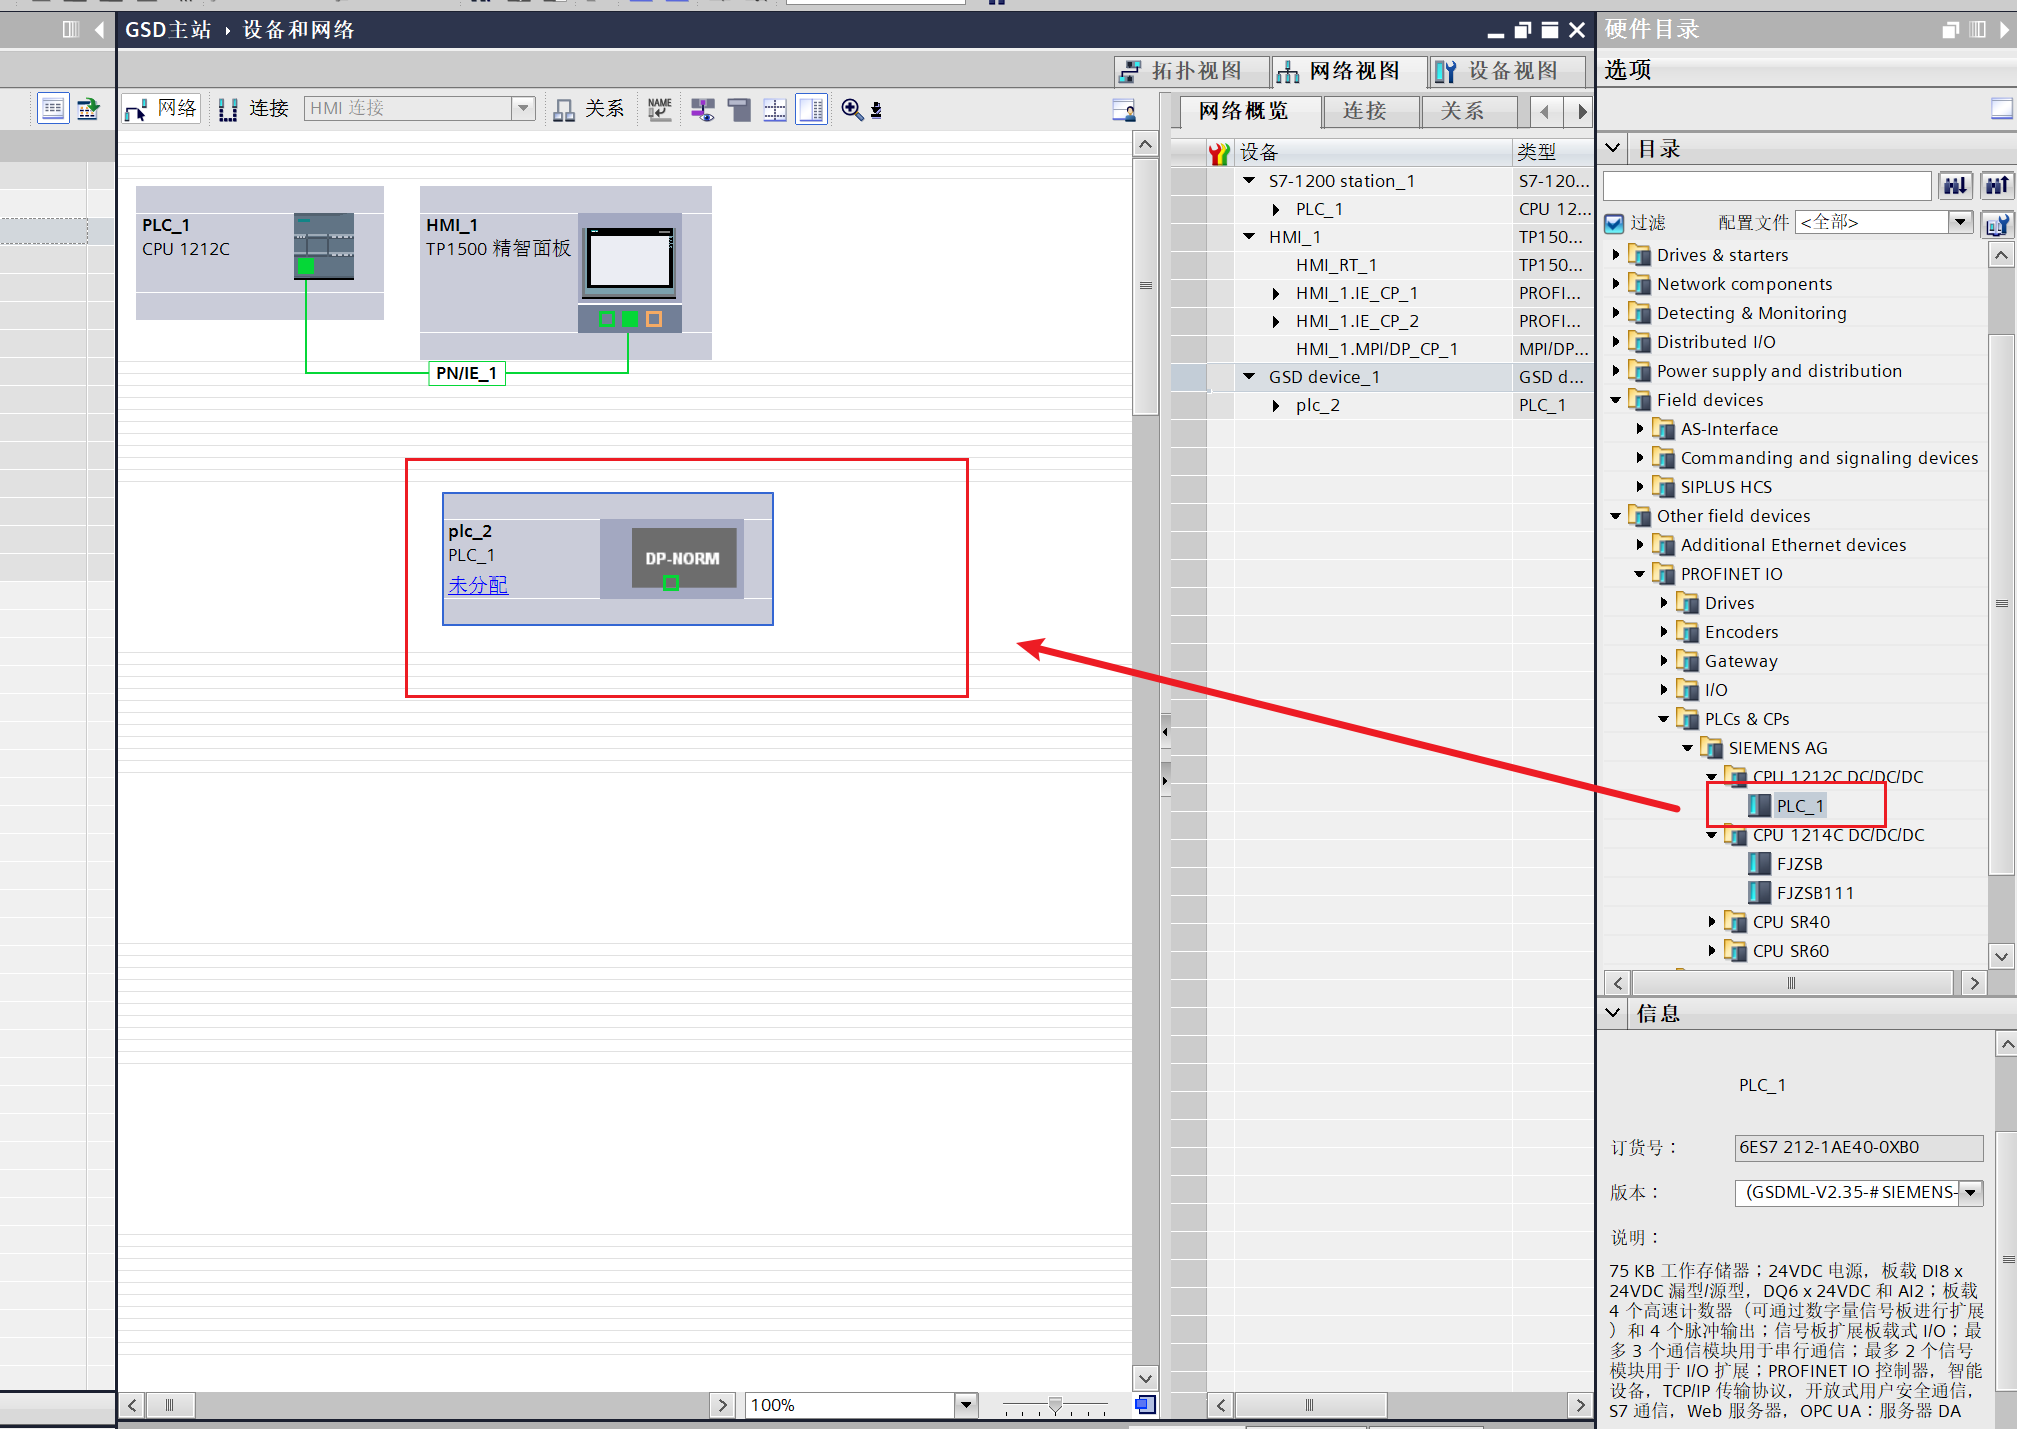 GSD主站 ▸ 设备和网络
拓扑视图
网络视图
设备视图
网络
连接
HMI 连接
关系
NAME
PLC_1
CPU 1212C
HMI_1
TP1500 精智面板
PN/IE_1
plc_2
PLC_1
未分配
DP-NORM
100%
网络概览
连接
关系
设备
类型
S7-1200 station_1
S7-120...
PLC_1
CPU 12...
HMI_1
TP150...
HMI_RT_1
TP150...
HMI_1.IE_CP_1
PROFI...
HMI_1.IE_CP_2
PROFI...
HMI_1.MPI/DP_CP_1
MPI/DP...
GSD device_1
GSD d...
plc_2
PLC_1
硬件目录
选项
目录
过滤
配置文件
<全部>
Drives & starters
Network components
Detecting & Monitoring
Distributed I/O
Power supply and distribution
Field devices
AS-Interface
Commanding and signaling devices
SIPLUS HCS
Other field devices
Additional Ethernet devices
PROFINET IO
Drives
Encoders
Gateway
I/O
PLCs & CPs
SIEMENS AG
CPU 1212C DC/DC/DC
PLC_1
CPU 1214C DC/DC/DC
FJZSB
FJZSB111
CPU SR40
CPU SR60
信息
PLC_1
订货号：
6ES7 212-1AE40-0XB0
版本：
(GSDML-V2.35-#SIEMENS-
说明：
75 KB 工作存储器；24VDC 电源，板载 DI8 x
24VDC 漏型/源型，DQ6 x 24VDC 和 AI2；板载
4 个高速计数器（可通过数字量信号板进行扩展
）和 4 个脉冲输出；信号板扩展板载式 I/O；最
多 3 个通信模块用于串行通信；最多 2 个信号
模块用于 I/O 扩展；PROFINET IO 控制器，智能
设备，TCP/IP 传输协议，开放式用户安全通信，
S7 通信，Web 服务器，OPC UA：服务器 DA